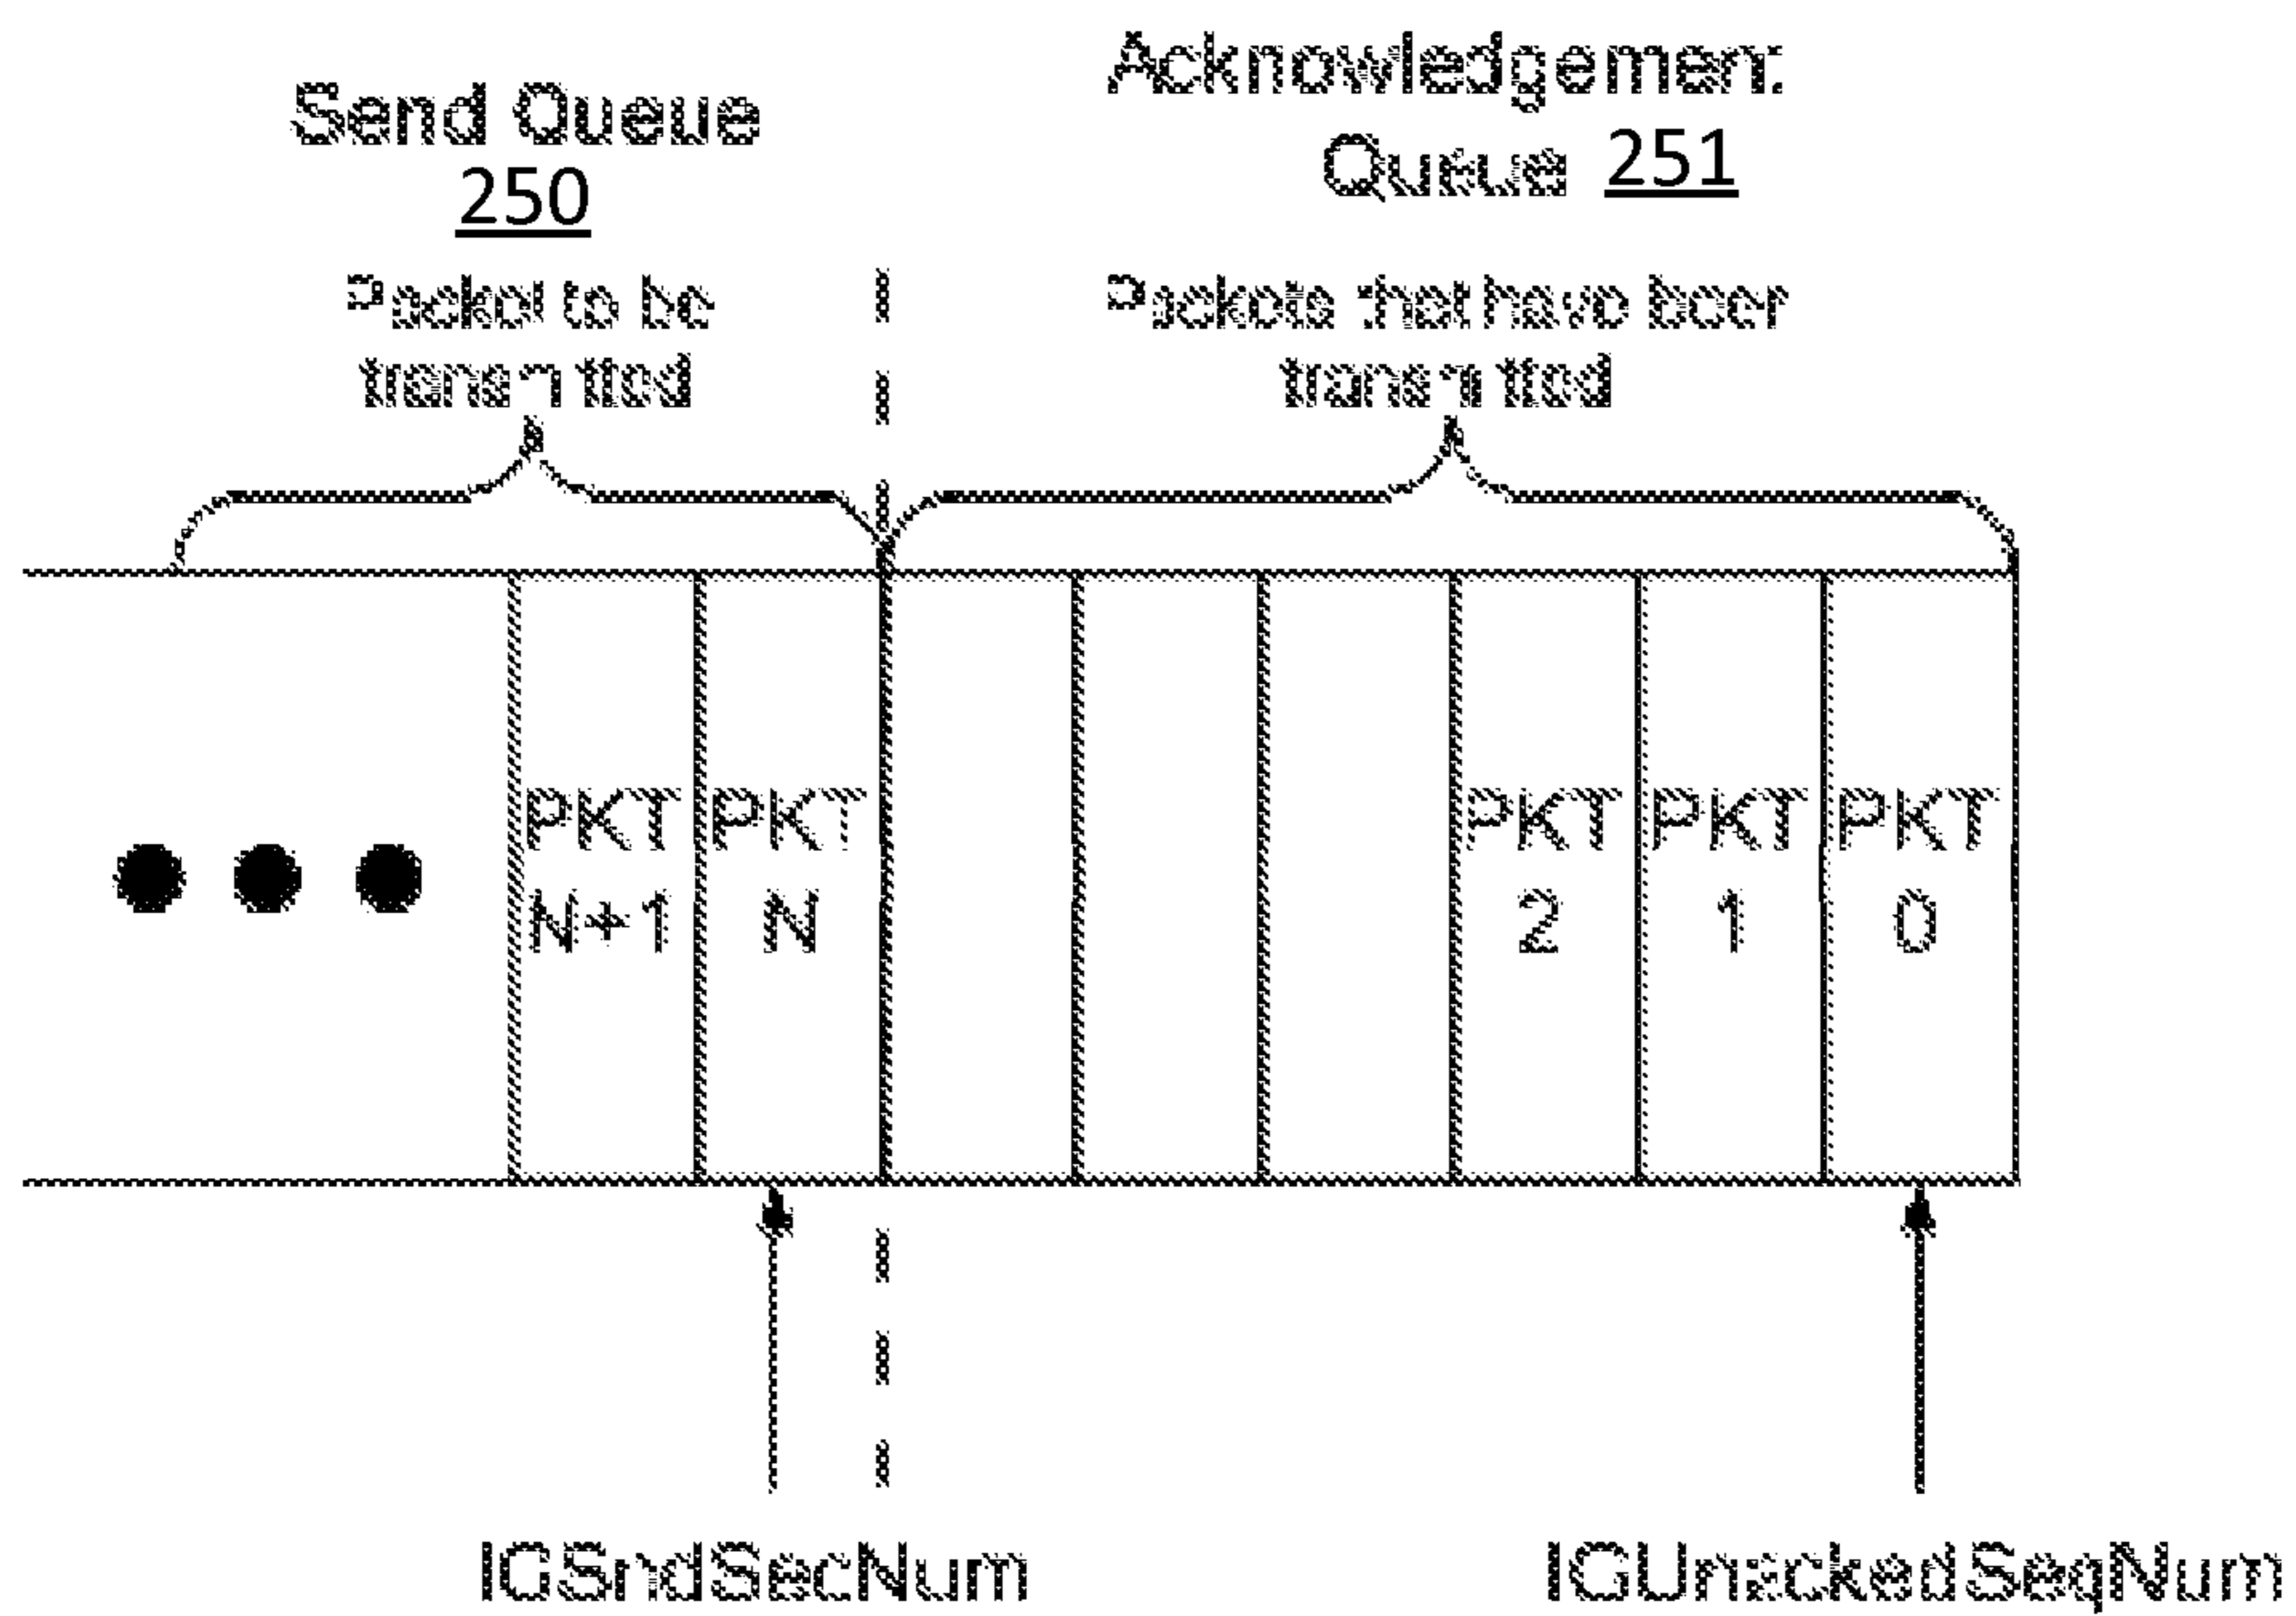 Send Queue
250
Packet to be
transmitted
Acknowledgement
Queue 251
Packets that have been
transmitted
PKT
N+1
PKT
N
PKT
2
PKT
1
PKT
0
IGSndSeqNum
IGUnackedSeqNum